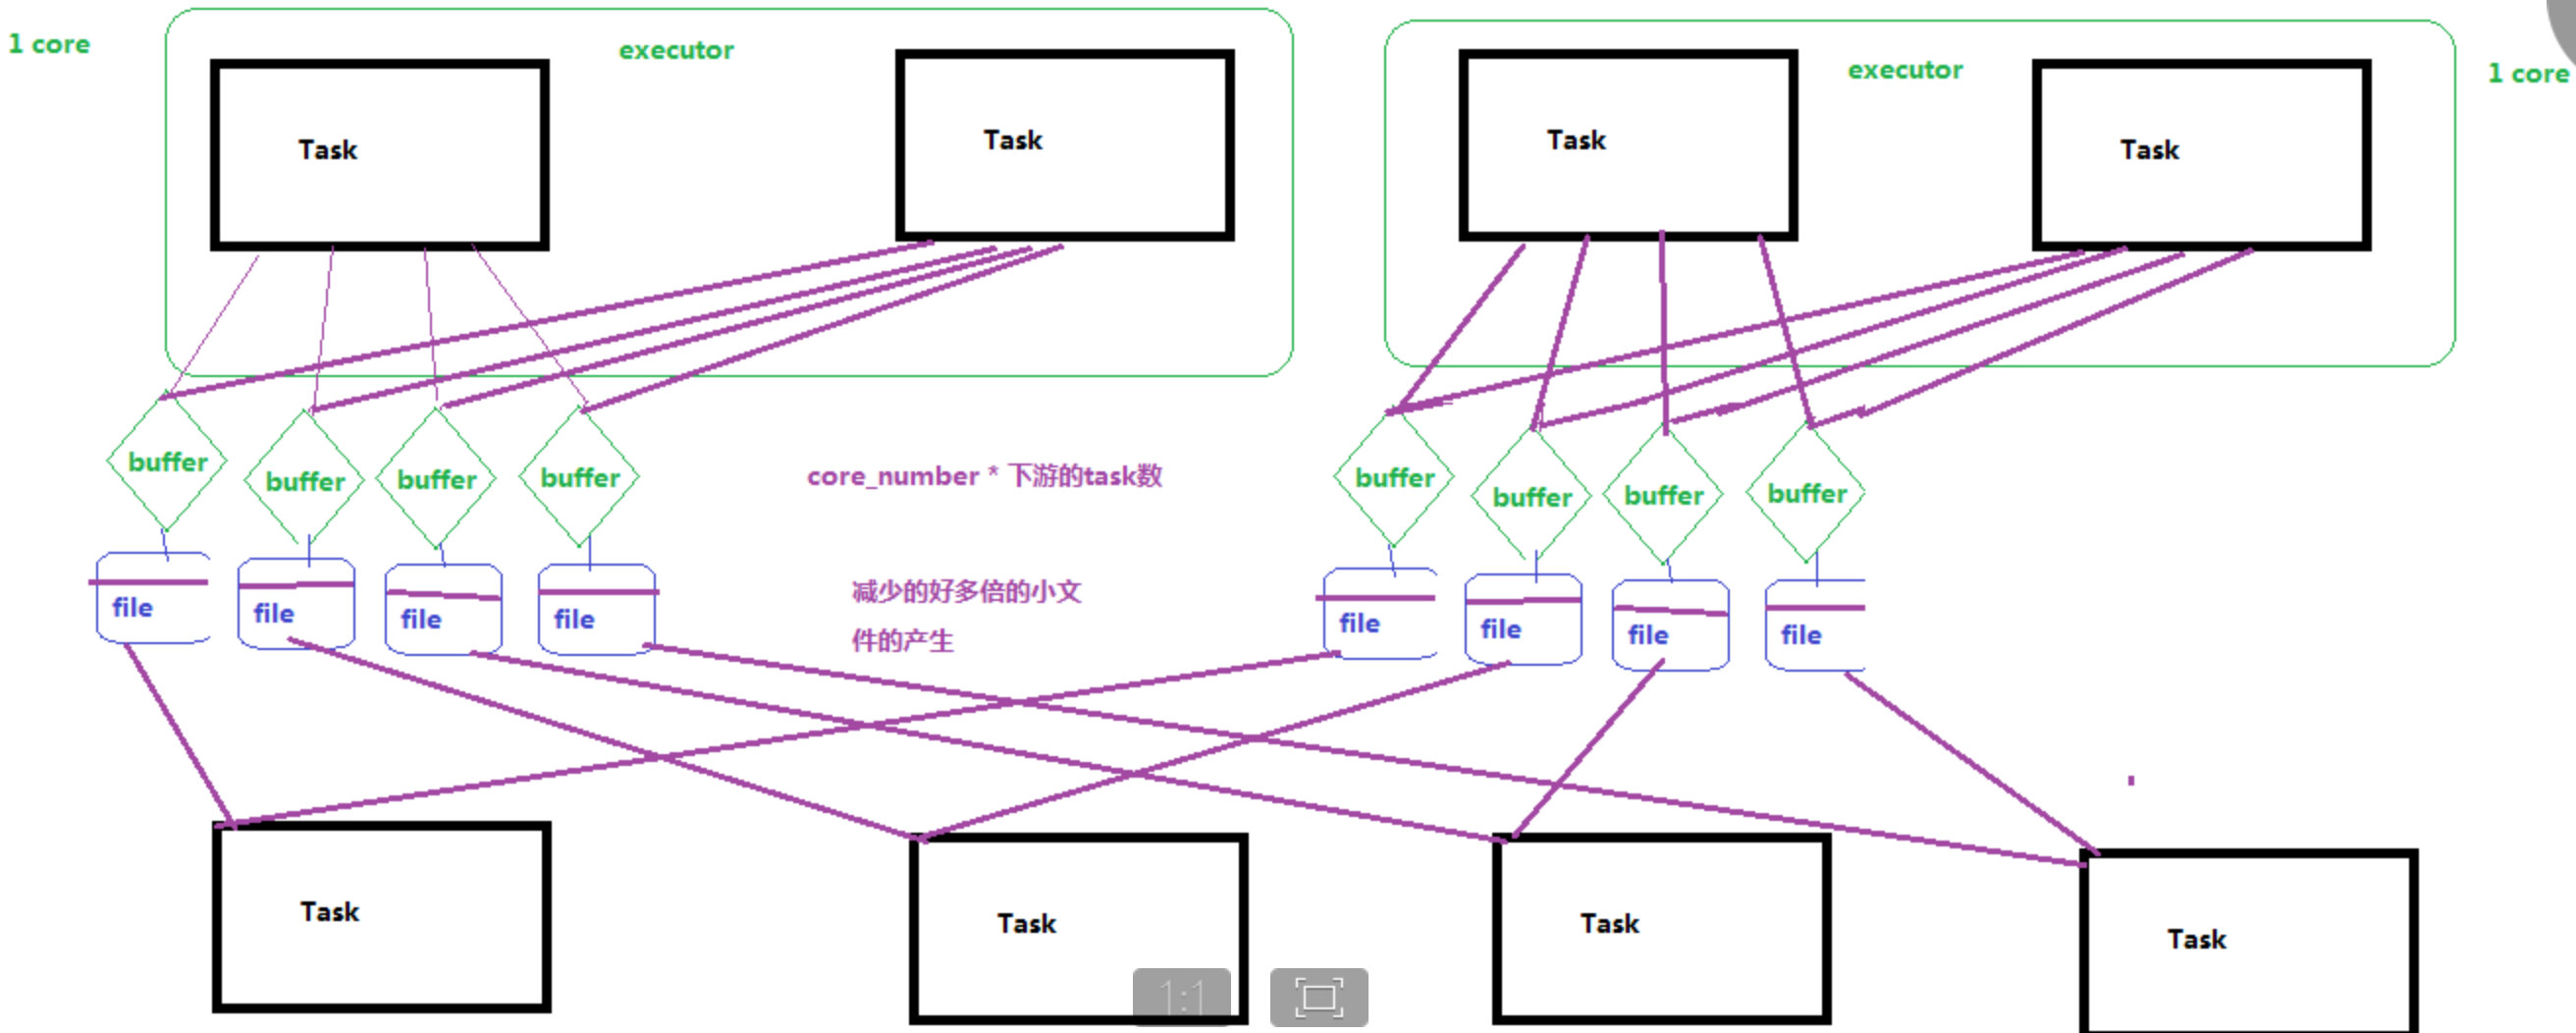 1 core
executor
executor
1 core
Task
Task
Task
Task
buffer
buffer
buffer
buffer
core_number * 下游的task数
buffer
buffer
buffer
buffer
file
file
file
file
减少的好多倍的小文
件的产生
file
file
file
file
Task
Task
Task
Task
1:1